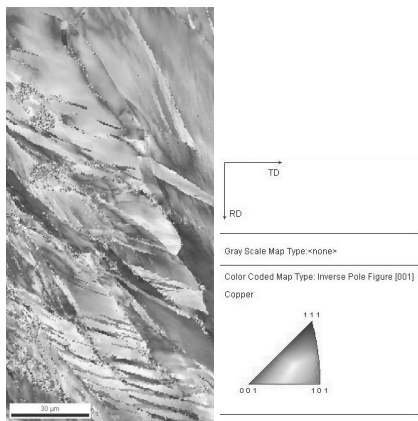 TD
RD
Gray Scale Map Type:<none>
Color Coded Map Type: Inverse Pole Figure [001]
Copper
1 1 1
0 0 1
1 0 1
30 µm